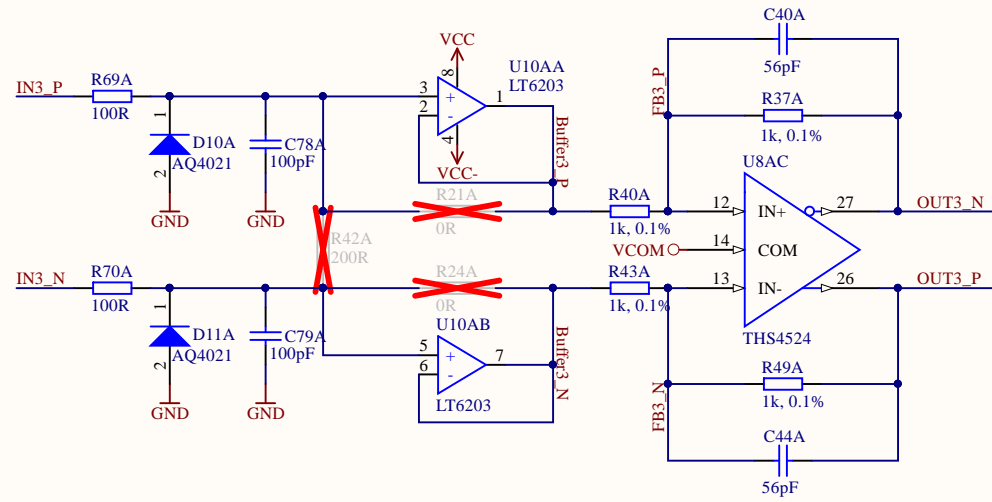 C40A
56pF
VCC
U10AA
LT6203
FB3_P
IN3_P
R69A
100R
8
3
2
+
-
1
4
VCC-
R37A
1k, 0.1%
1
2
D10A
AQ4021
C78A
100pF
Buffer3_P
U8AC
GND
GND
R21A
0R
R40A
1k, 0.1%
12
IN+
27
OUT3_N
R42A
200R
VCOM
14
COM
IN3_N
R70A
100R
R24A
0R
R43A
1k, 0.1%
13
IN-
26
OUT3_P
1
2
D11A
AQ4021
C79A
100pF
U10AB
5
6
+
-
7
LT6203
Buffer3_N
THS4524
R49A
1k, 0.1%
FB3_N
GND
GND
C44A
56pF